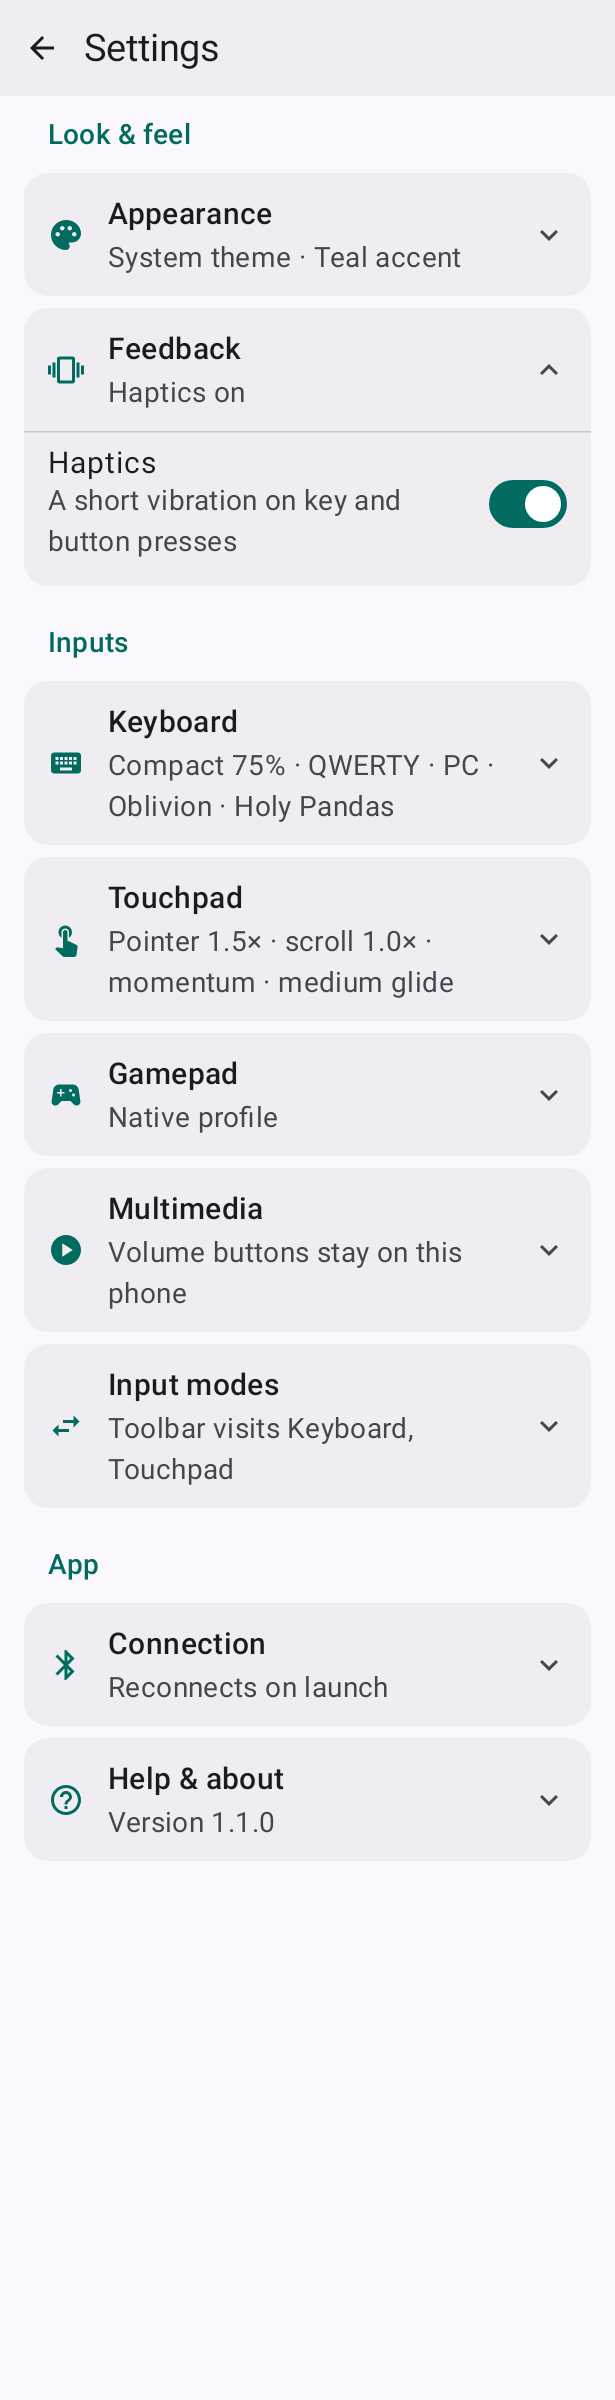 Settings
Look & feel
Appearance
System theme · Teal accent
Feedback
Haptics on
Haptics
A short vibration on key and
button presses
Inputs
Keyboard
Compact 75% · QWERTY · PC ·
Oblivion · Holy Pandas
Touchpad
Pointer 1.5× · scroll 1.0× ·
momentum · medium glide
Gamepad
Native profile
Multimedia
Volume buttons stay on this
phone
Input modes
Toolbar visits Keyboard,
Touchpad
App
Connection
Reconnects on launch
Help & about
Version 1.1.0